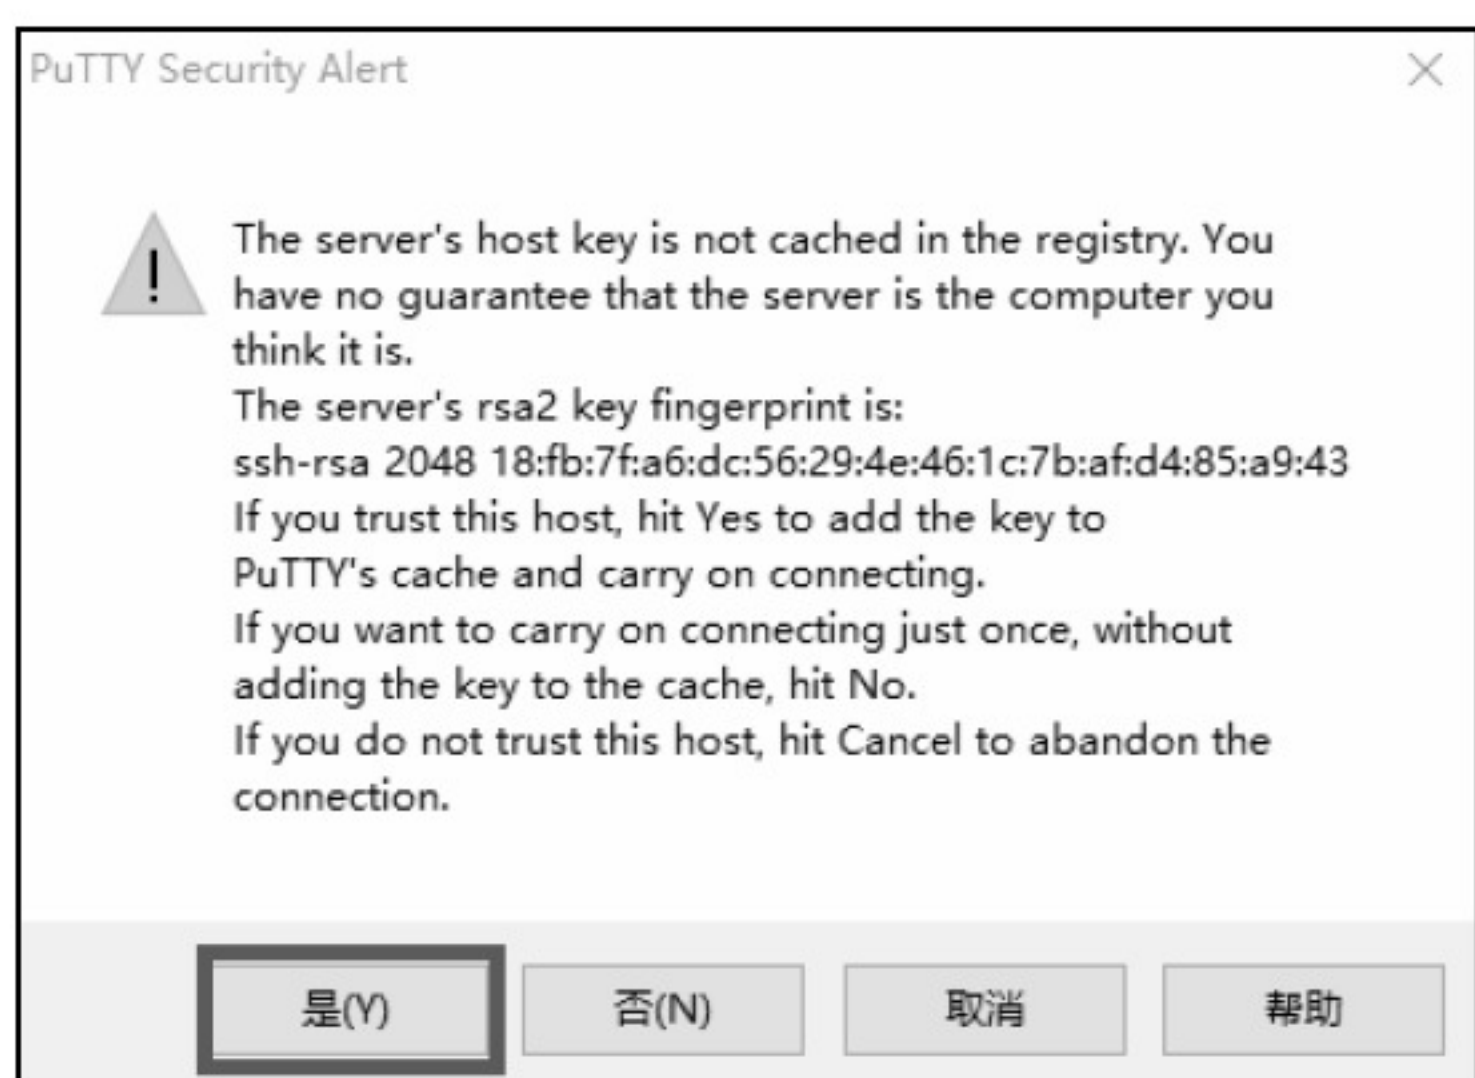 PuTTY Security Alert
The server's host key is not cached in the registry. You
have no guarantee that the server is the computer you
think it is.
The server's rsa2 key fingerprint is:
ssh-rsa 2048 18:fb:7f:a6:dc:56:29:4e:46:1c:7b:af:d4:85:a9:43
If you trust this host, hit Yes to add the key to
PuTTY's cache and carry on connecting.
If you want to carry on connecting just once, without
adding the key to the cache, hit No.
If you do not trust this host, hit Cancel to abandon the
connection.
是(Y) 否(N) 取消 帮助